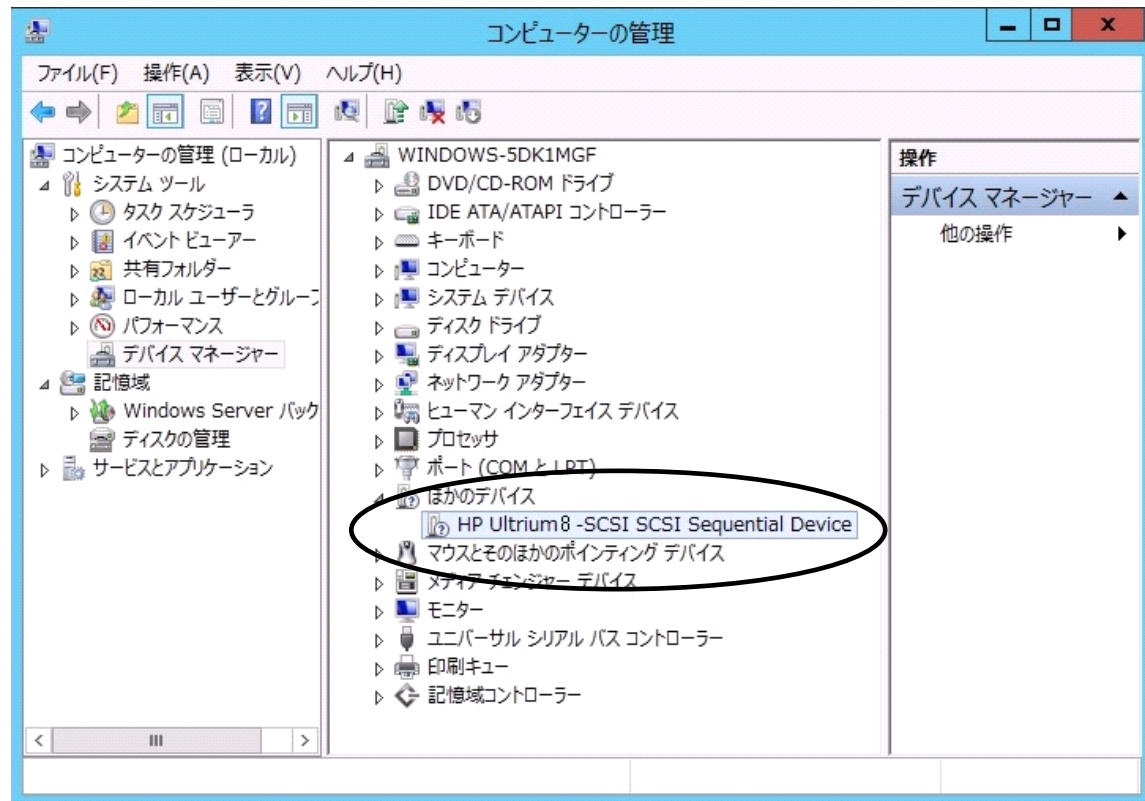 コンピューターの管理
ファイル(F) 操作(A) 表示(V) ヘルプ(H)
コンピューターの管理 (ローカル)
システム ツール
タスク スケジューラ
イベント ビューアー
共有フォルダー
ローカル ユーザーとグループ
パフォーマンス
デバイス マネージャー
記憶域
Windows Server バック
ディスクの管理
サービスとアプリケーション
WINDOWS-5DK1MGF
DVD/CD-ROM ドライブ
IDE ATA/ATAPI コントローラー
キーボード
コンピューター
システム デバイス
ディスク ドライブ
ディスプレイ アダプター
ネットワーク アダプター
ヒューマン インターフェイス デバイス
プロセッサ
ポート (COM と LPT)
ほかのデバイス
HP Ultrium8 -SCSI SCSI Sequential Device
マウスとそのほかのポインティング デバイス
メディア チェンジャー デバイス
モニター
ユニバーサル シリアル バス コントローラー
印刷キュー
記憶域コントローラー
操作
デバイス マネージャー
他の操作